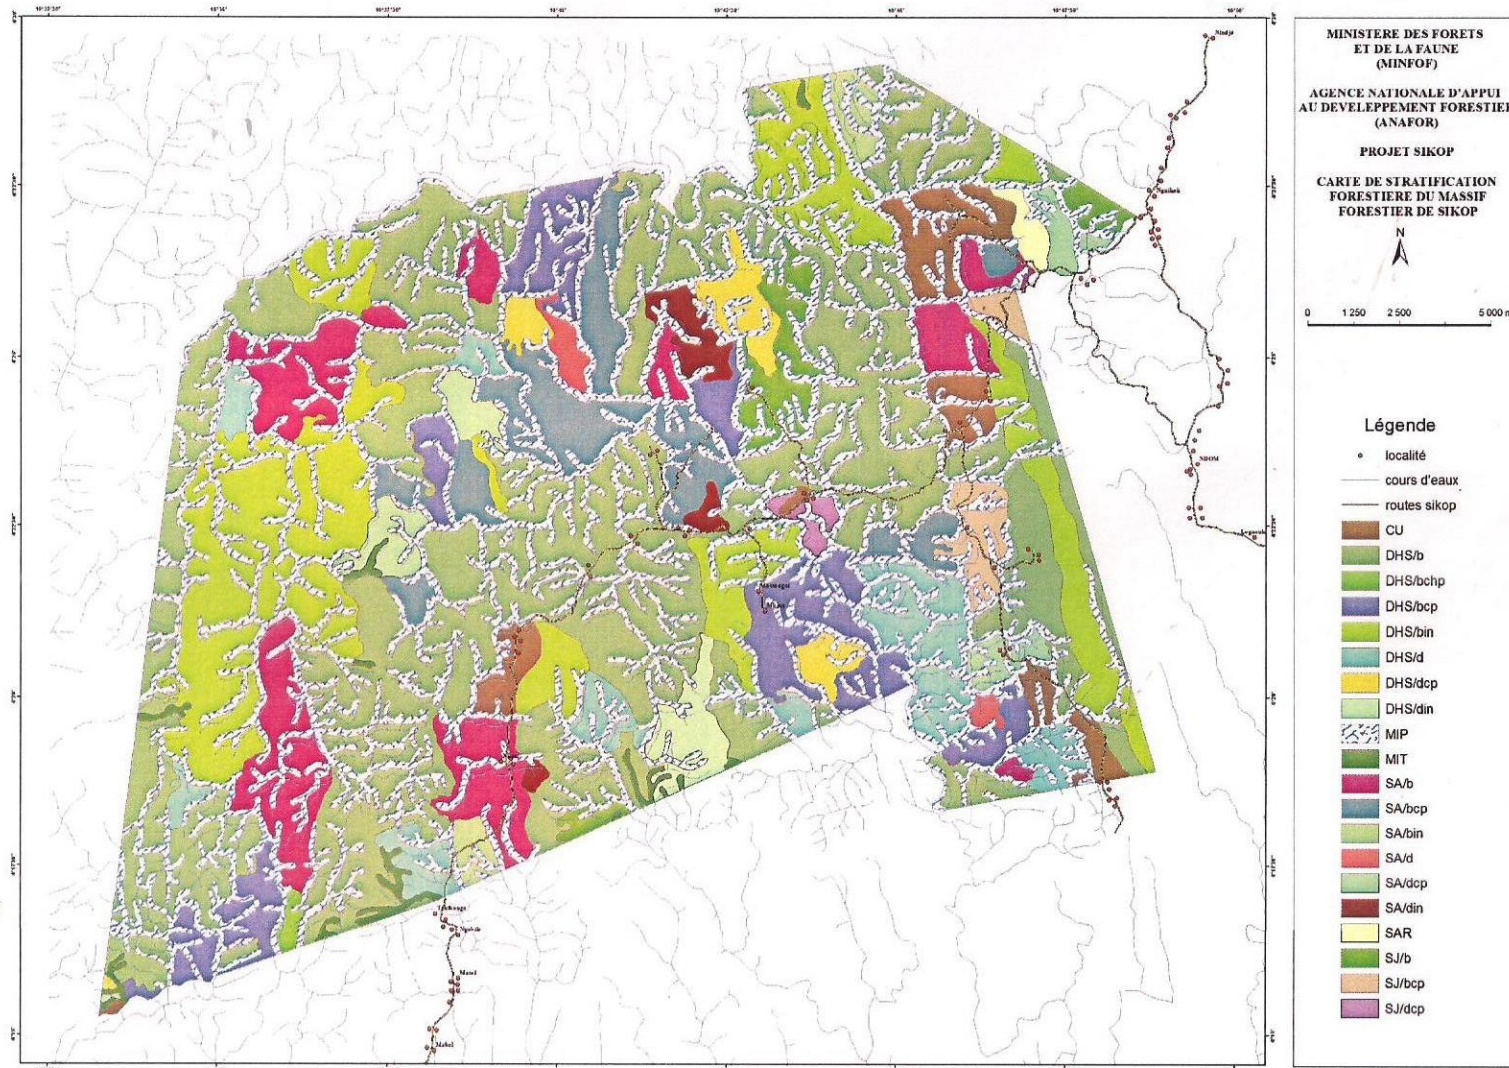 MINISTERE DES FORETS
ET DE LA FAUNE
(MINFOF)
AGENCE NATIONALE D'APPUI
AU DEVELEPPEMENT FORESTIER
(ANAFOR)
PROJET SIKOP
CARTE DE STRATIFICATION
FORESTIERE DU MASSIF
FORESTIER DE SIKOP
N
0 1 250 2 500 5 000 m
Légende
localité
cours d'eaux
routes sikop
CU
DHS/b
DHS/bchp
DHS/bcp
DHS/bin
DHS/d
DHS/dcp
DHS/din
MIP
MIT
SA/b
SA/bcp
SA/bin
SA/d
SA/dcp
SA/din
SAR
SJ/b
SJ/bcp
SJ/dcp
NDOM